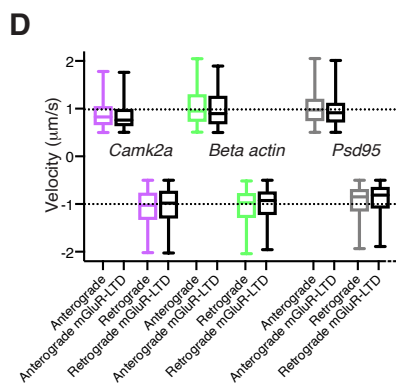 D
Velocity (μm/s)
2
1
0
-1
-2
Camk2a
Beta actin
Psd95
Anterograde
Anterograde mGluR-LTD
Retrograde
Retrograde mGluR-LTD
Anterograde
Anterograde mGluR-LTD
Retrograde
Retrograde mGluR-LTD
Anterograde
Anterograde mGluR-LTD
Retrograde
Retrograde mGluR-LTD